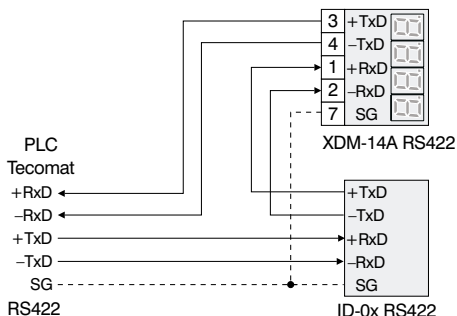 3 +TxD
4 –TxD
1 +RxD
2 –RxD
7 SG
XDM-14A RS422
PLC
Tecomat
+RxD
–RxD
+TxD
–TxD
SG
RS422
+TxD
–TxD
+RxD
–RxD
SG
ID-0x RS422